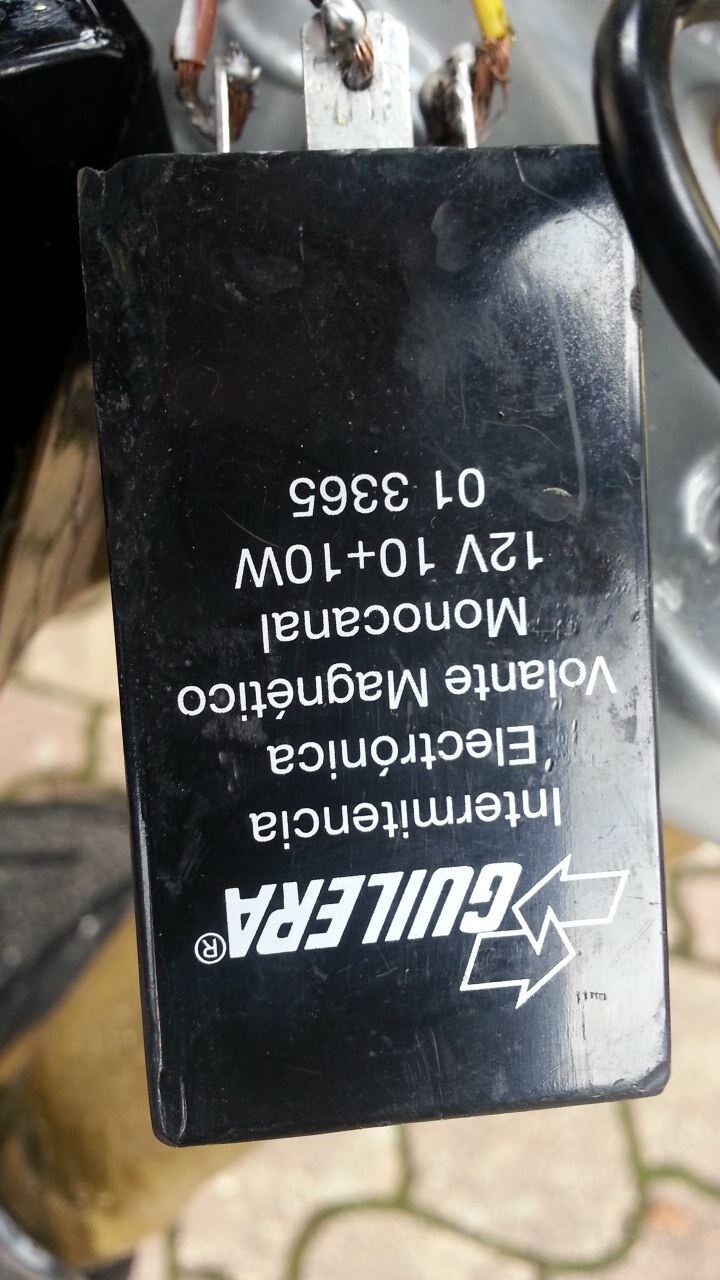 GUILERA®
Intermitencia
Electrónica
Volante Magnético
Monocanal
12V 10+10W
01 3365